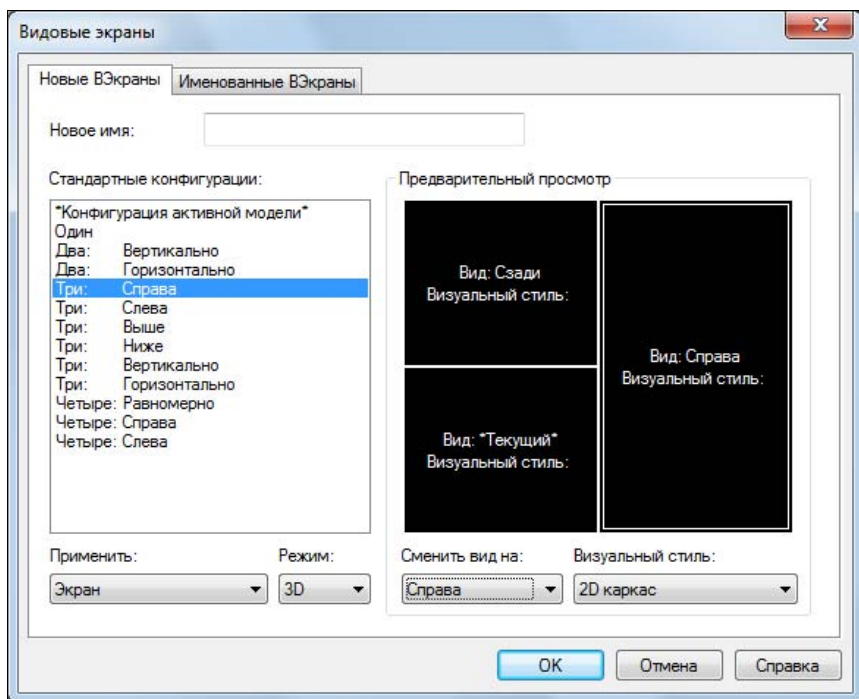 Видовые экраны
Новые ВЭкраны
Именованные ВЭкраны
Новое имя:
Стандартные конфигурации:
*Конфигурация активной модели*
Один
Два: Вертикально
Два: Горизонтально
Три: Справа
Три: Слева
Три: Выше
Три: Ниже
Три: Вертикально
Три: Горизонтально
Четыре: Равномерно
Четыре: Справа
Четыре: Слева
Предварительный просмотр
Вид: Сзади
Визуальный стиль:
Вид: *Текущий*
Визуальный стиль:
Вид: Справа
Визуальный стиль:
Применить:
Режим:
Сменить вид на:
Визуальный стиль:
Экран
3D
Справа
2D каркас
OK
Отмена
Справка